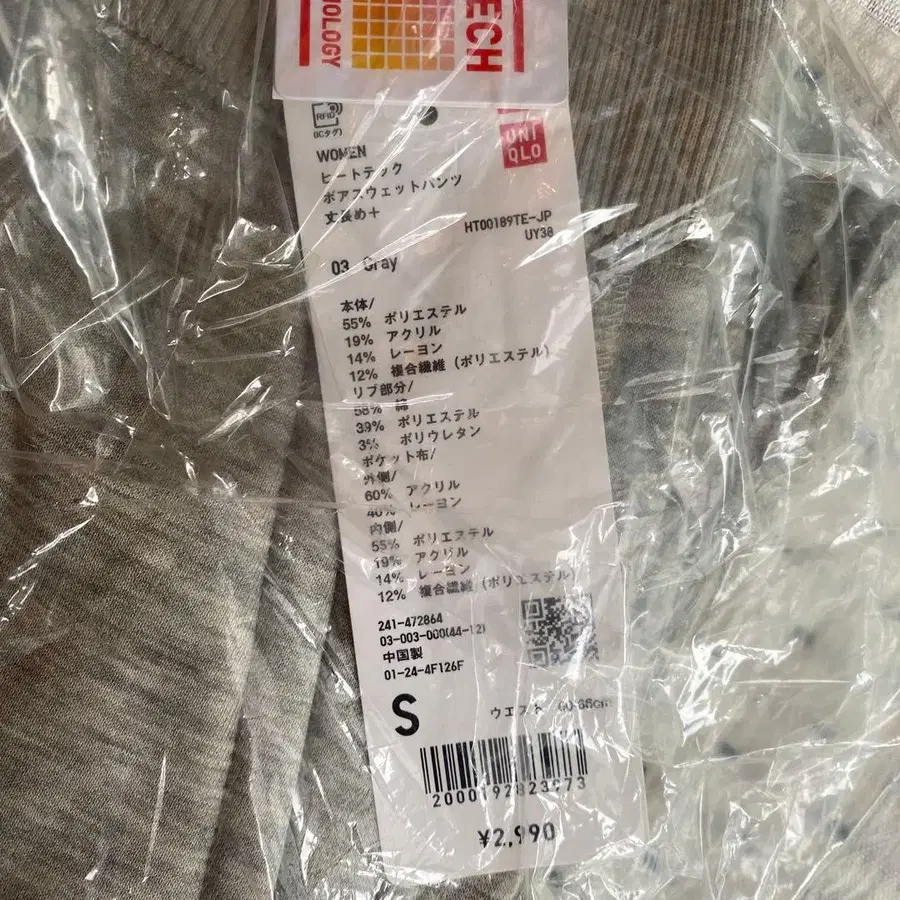 TECH
NOLOGY
RFID
(ICタグ)
UNI
QLO
WOMEN
ヒートテック
ボアスウェットパンツ
丈長め+
HT00189TE-JP
UY38
03 Gray
本体/
55% ポリエステル
19% アクリル
14% レーヨン
12% 複合繊維(ポリエステル)
リブ部分/
58% 綿
39% ポリエステル
3% ポリウレタン
ポケット布/
外側/
60% アクリル
40% レーヨン
内側/
55% ポリエステル
19% アクリル
14% レーヨン
12% 複合繊維(ポリエステル)
241-472864
03-003-000(44-12)
中国製
01-24-4F126F
S ウエスト
2000192823973
¥2,990